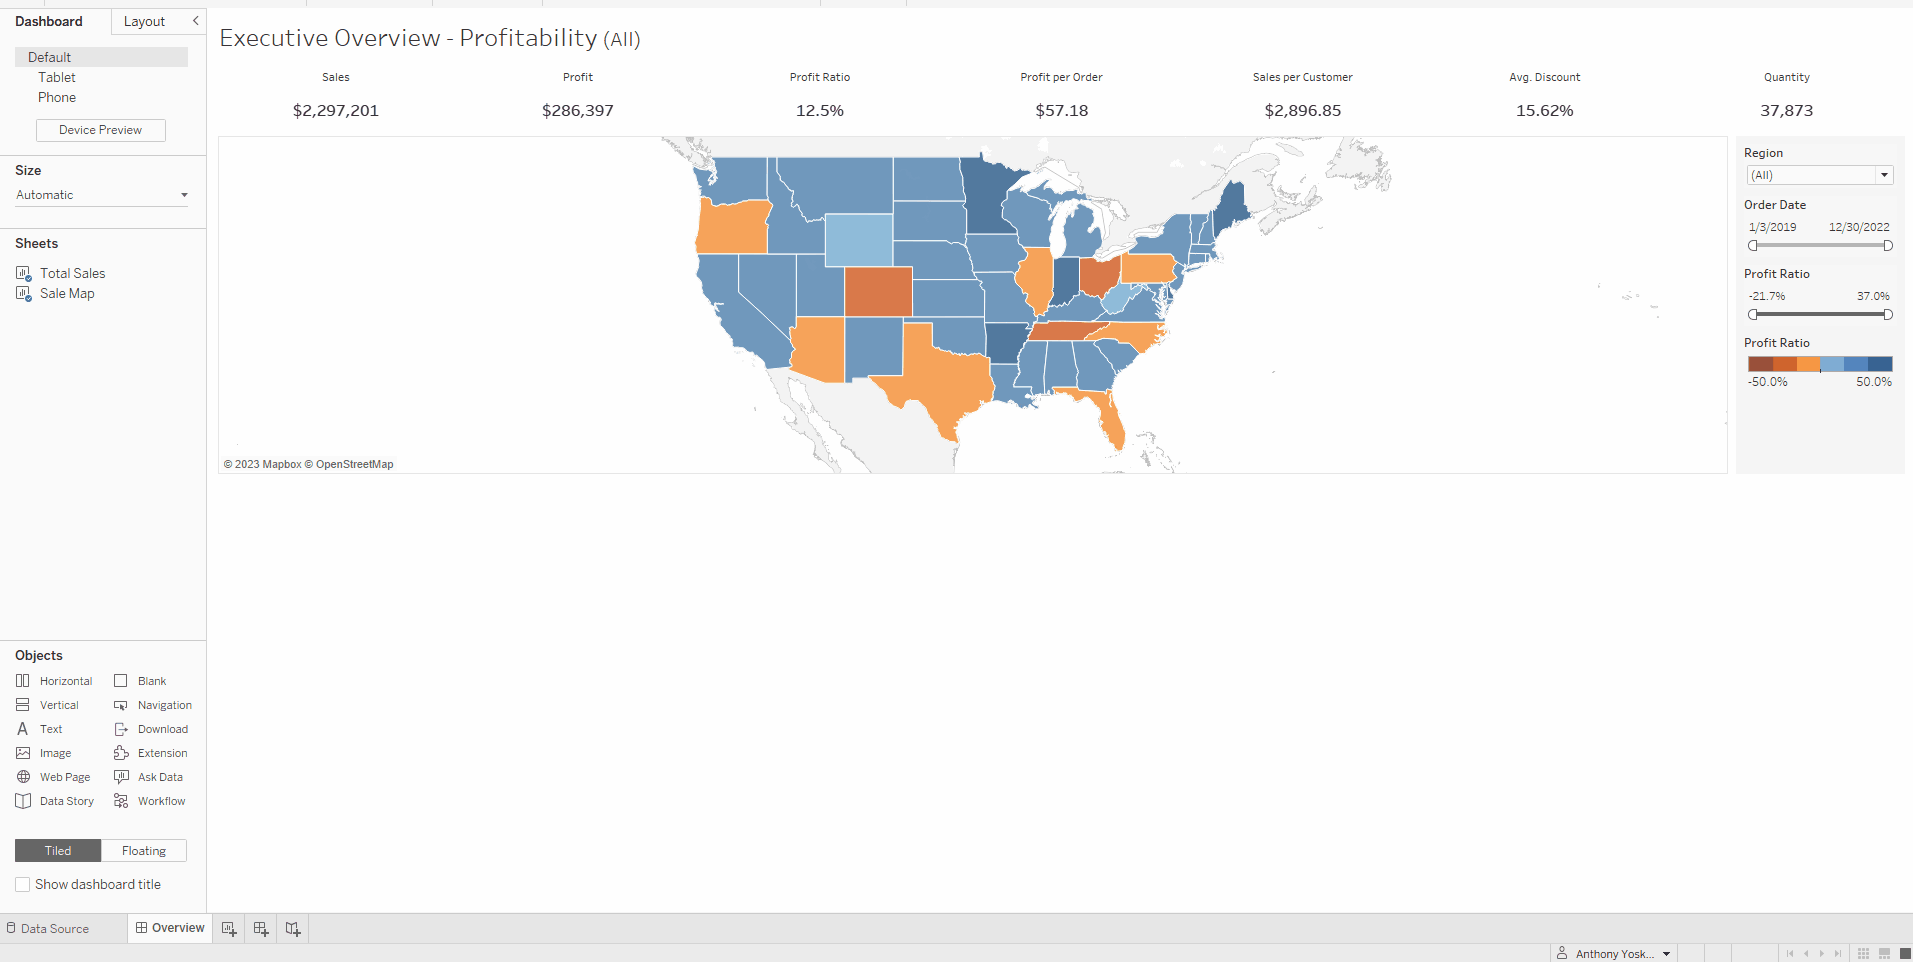 Dashboard
Layout
Default
Tablet
Phone
Device Preview
Size
Automatic
Sheets
Total Sales
Sale Map
Objects
Horizontal
Blank
Vertical
Navigation
Text
Download
Image
Extension
Web Page
Ask Data
Data Story
Workflow
Tiled
Floating
Show dashboard title
Executive Overview - Profitability (All)
Sales
Profit
Profit Ratio
Profit per Order
Sales per Customer
Avg. Discount
Quantity
$2,297,201
$286,397
12.5%
$57.18
$2,896.85
15.62%
37,873
© 2023 Mapbox © OpenStreetMap
Region
(All)
Order Date
1/3/2019
12/30/2022
Profit Ratio
-21.7%
37.0%
Profit Ratio
-50.0%
50.0%
Data Source
Overview
Anthony Yosk...